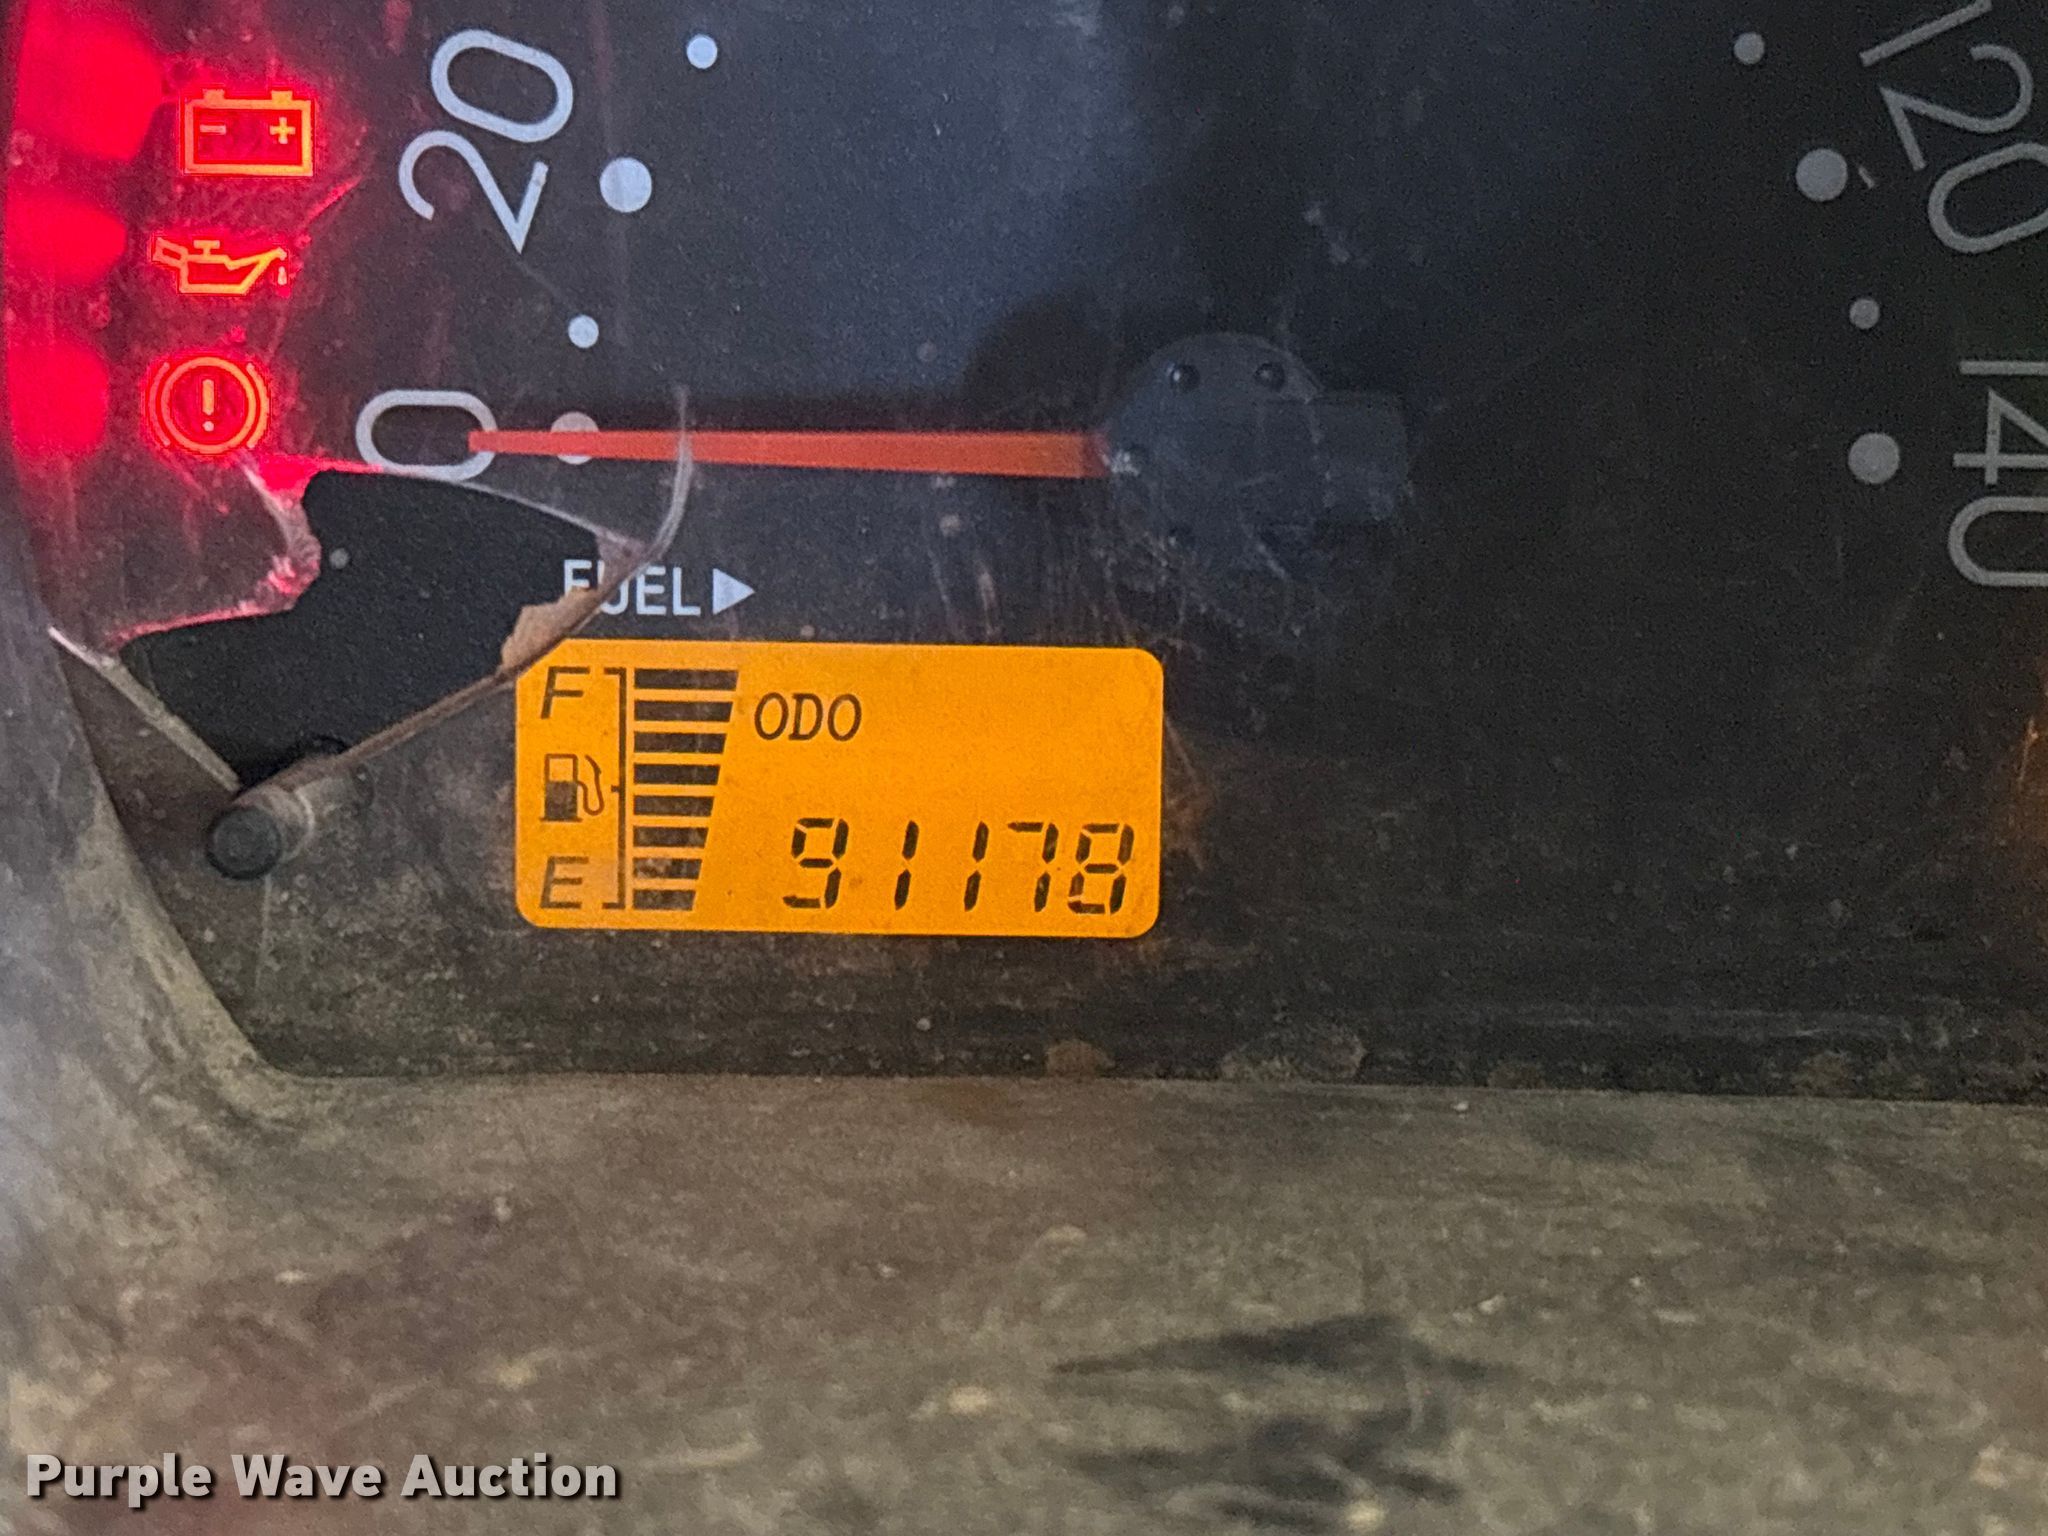 20
120
0
140
FUEL▶
F
ODO
E
91178
Purple Wave Auction